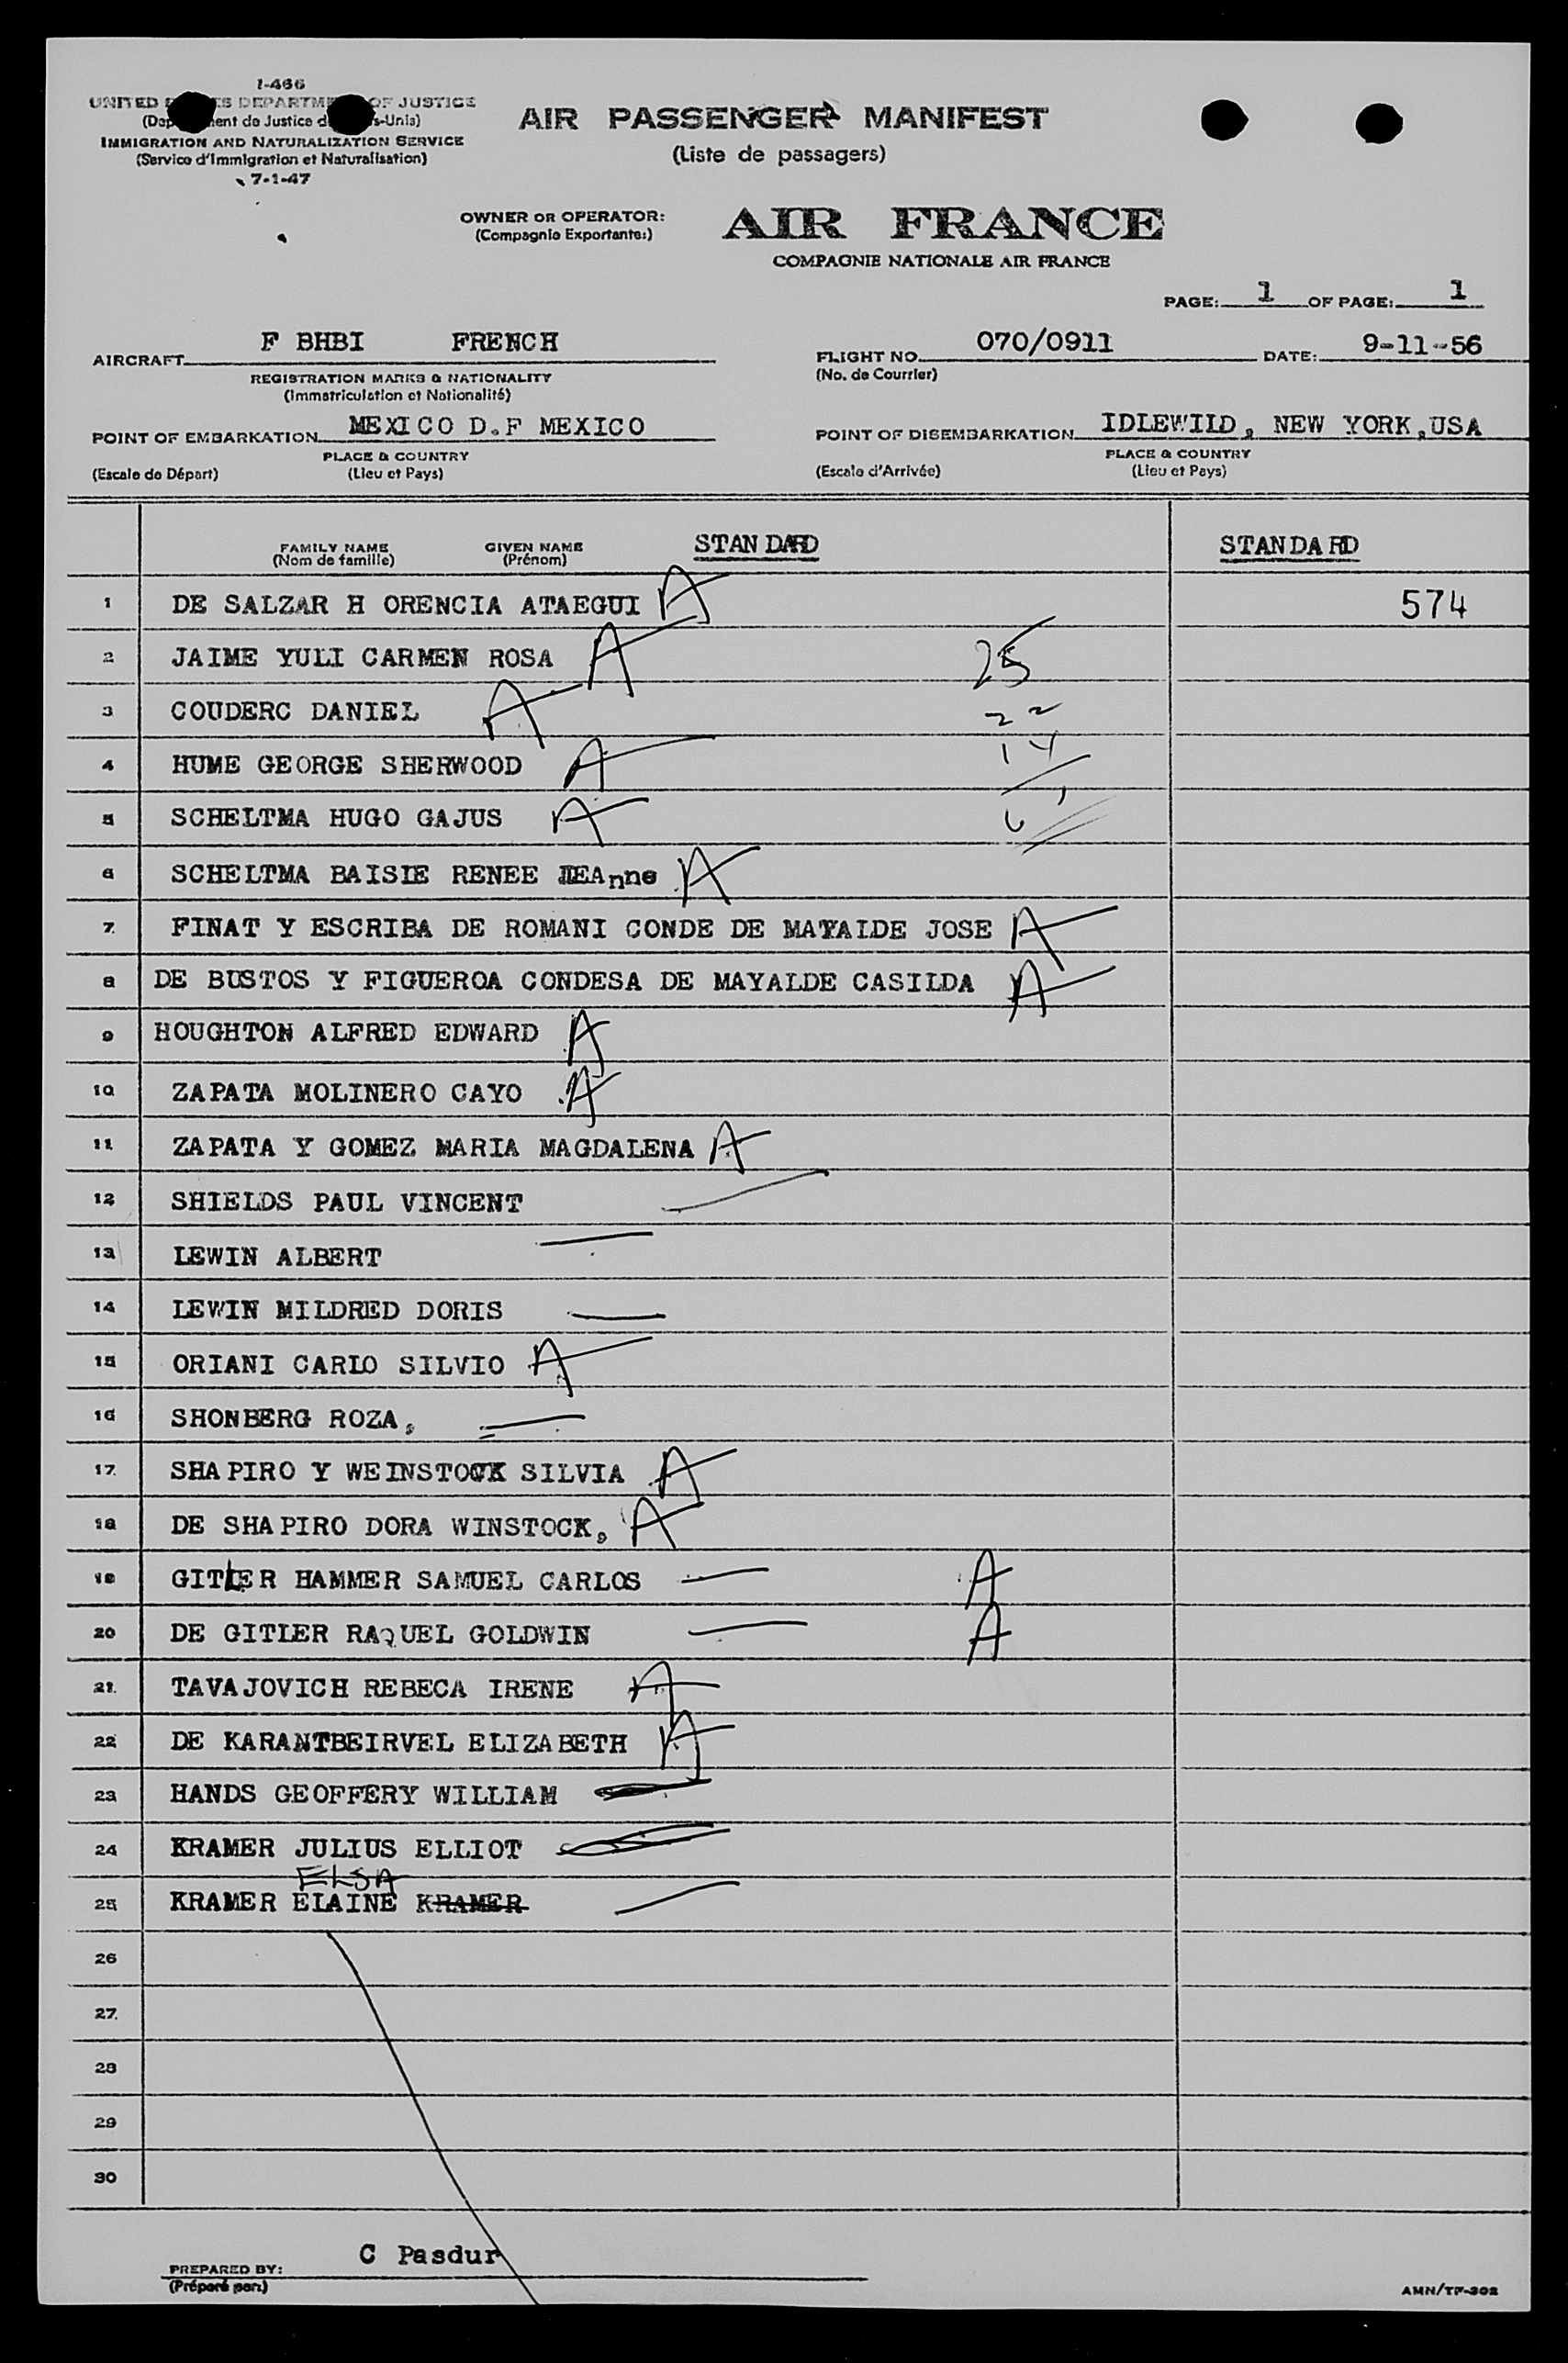 I-466
UNITED STATES DEPARTMENT OF JUSTICE
(Department de Justice des Etats-Unis)
IMMIGRATION AND NATURALIZATION SERVICE
(Service d'Immigration et Naturalisation)
7-1-47
AIR PASSENGER MANIFEST
(Liste de passagers)
OWNER OR OPERATOR:
(Compagnie Exportante:)
AIR FRANCE
COMPAGNIE NATIONALE AIR FRANCE
PAGE: 1 OF PAGE: 1
AIRCRAFT F BHBI FRENCH
REGISTRATION MARKS & NATIONALITY
(Immatriculation et Nationalité)
FLIGHT NO. 070/0911 DATE: 9-11-56
(No. de Courrier)
POINT OF EMBARKATION MEXICO D.F MEXICO
PLACE & COUNTRY
(Escale de Départ) (Lieu et Pays)
POINT OF DISEMBARKATION IDLEWIID, NEW YORK,USA
PLACE & COUNTRY
(Escale d'Arrivée) (Lieu et Pays)
FAMILY NAME GIVEN NAME STANDARD STANDARD
(Nom de famille) (Prénom)
1 DE SALZAR H ORENCIA ATAEGUI A 574
2 JAIME YULI CARMEN ROSA A 25
3 COUDERC DANIEL A 22
4 HUME GEORGE SHERWOOD A 14
5 SCHELTMA HUGO GAJUS A
6 SCHELTMA BAISIE RENEE JEAnne A
7. FINAT Y ESCRIBA DE ROMANI CONDE DE MAYALDE JOSE A
8 DE BUSTOS Y FIGUEROA CONDESA DE MAYALDE CASILDA A
9 HOUGHTON ALFRED EDWARD A
10 ZAPATA MOLINERO CAYO A
11. ZAPATA Y GOMEZ MARIA MAGDALENA A
12 SHIELDS PAUL VINCENT
13 LEWIN ALBERT
14 LEWIN MILDRED DORIS
15 ORIANI CARLO SILVIO A
16 SHONBERG ROZA,
17. SHAPIRO Y WEINSTOCK SILVIA A
18 DE SHAPIRO DORA WINSTOCK, A
19 GITLER HAMMER SAMUEL CARLOS A
20 DE GITLER RAQUEL GOLDWIN A
21. TAVAJOVICH REBECA IRENE A
22 DE KARANTBEIRVEL ELIZABETH A
23 HANDS GEOFFERY WILLIAM
24 KRAMER JULIUS ELLIOT
ELSA
25 KRAMER ELAINE KRAMER
26
27.
28
29
30
PREPARED BY: C Pasdur
(Préparé par:)
AMN/TF-302